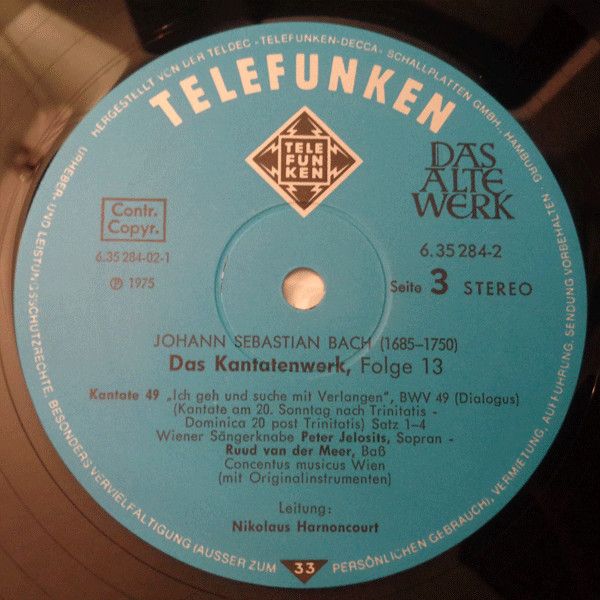 HERGESTELLT VON DER TELDEC »TELEFUNKEN-DECCA« SCHALLPLATTEN GMBH., HAMBURG · ALLE
TELEFUNKEN
TELE
FUN
KEN
DAS
ALTE
WERK
Contr.
Copyr.
6.35 284-02-1
℗ 1975
6.35 284-2
Seite 3 STEREO
JOHANN SEBASTIAN BACH (1685–1750)
Das Kantatenwerk, Folge 13
Kantate 49 „Ich geh und suche mit Verlangen“, BWV 49 (Dialogus)
(Kantate am 20. Sonntag nach Trinitatis –
Dominica 20 post Trinitatis) Satz 1–4
Wiener Sängerknabe Peter Jelosits, Sopran –
Ruud van der Meer, Baß
Concentus musicus Wien
(mit Originalinstrumenten)
Leitung:
Nikolaus Harnoncourt
URHEBER- UND LEISTUNGSSCHUTZRECHTE, BESONDERS VERVIELFÄLTIGUNG (AUSSER ZUM PERSÖNLICHEN GEBRAUCH), VERMIETUNG, AUFFÜHRUNG, SENDUNG VORBEHALTEN
33